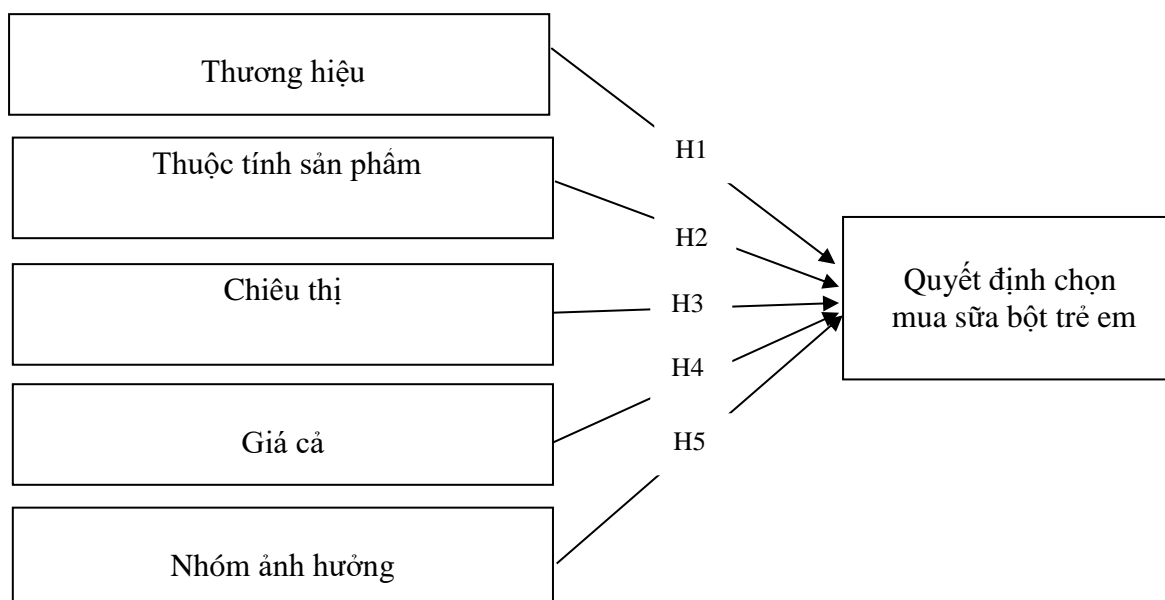 Thương hiệu
Thuộc tính sản phẩm
Chiêu thị
Giá cả
Nhóm ảnh hưởng
H1
H2
H3
H4
H5
Quyết định chọn
mua sữa bột trẻ em